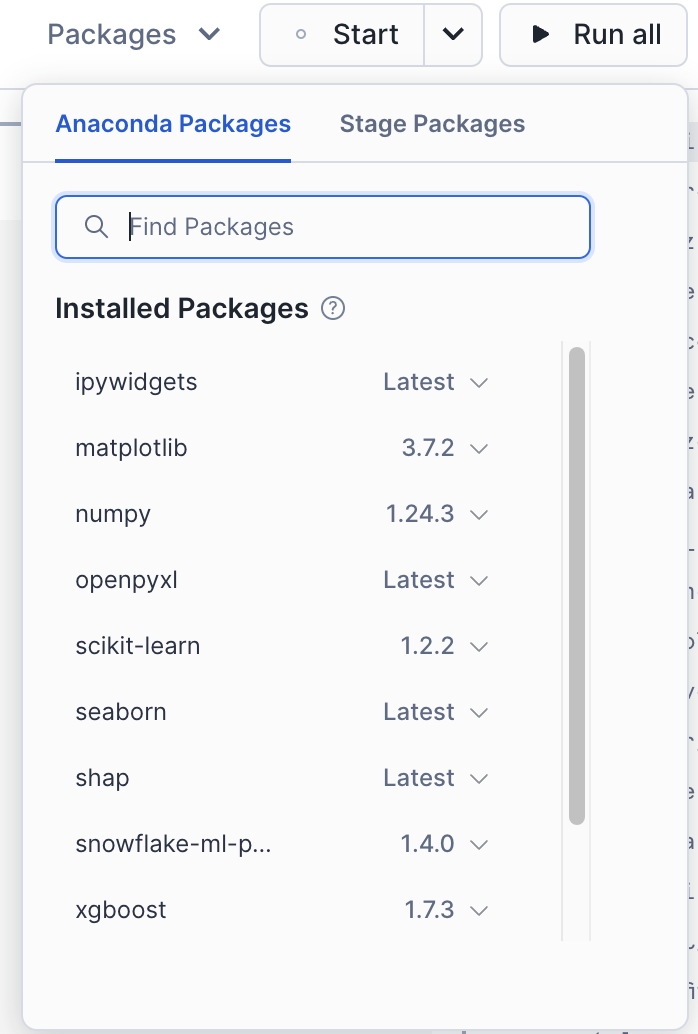 Packages Start Run all
Anaconda Packages Stage Packages
Find Packages
Installed Packages ?
ipywidgets Latest
matplotlib 3.7.2
numpy 1.24.3
openpyxl Latest
scikit-learn 1.2.2
seaborn Latest
shap Latest
snowflake-ml-p... 1.4.0
xgboost 1.7.3